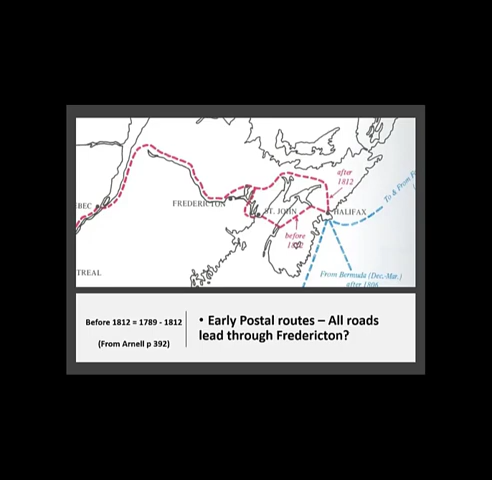 after
1812
BEC
FREDERICTON
ST. JOHN
HALIFAX
To & From
before
From Bermuda (Dec.-Mar.)
after 1806
TREAL
Before 1812 = 1789 - 1812
(From Arnell p 392)
• Early Postal routes – All roads
lead through Fredericton?